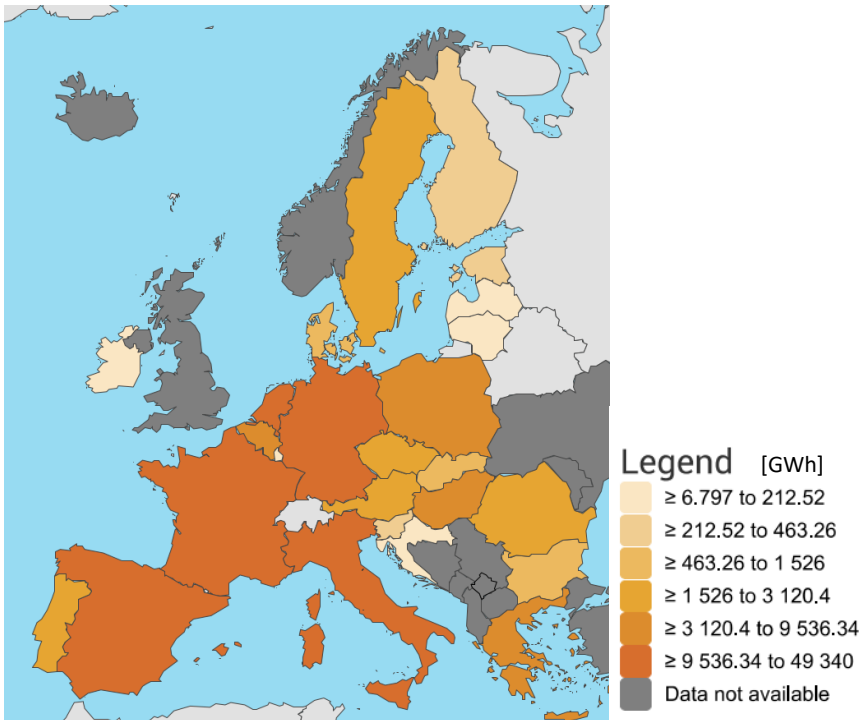 Legend [GWh]
≥ 6.797 to 212.52
≥ 212.52 to 463.26
≥ 463.26 to 1 526
≥ 1 526 to 3 120.4
≥ 3 120.4 to 9 536.34
≥ 9 536.34 to 49 340
Data not available